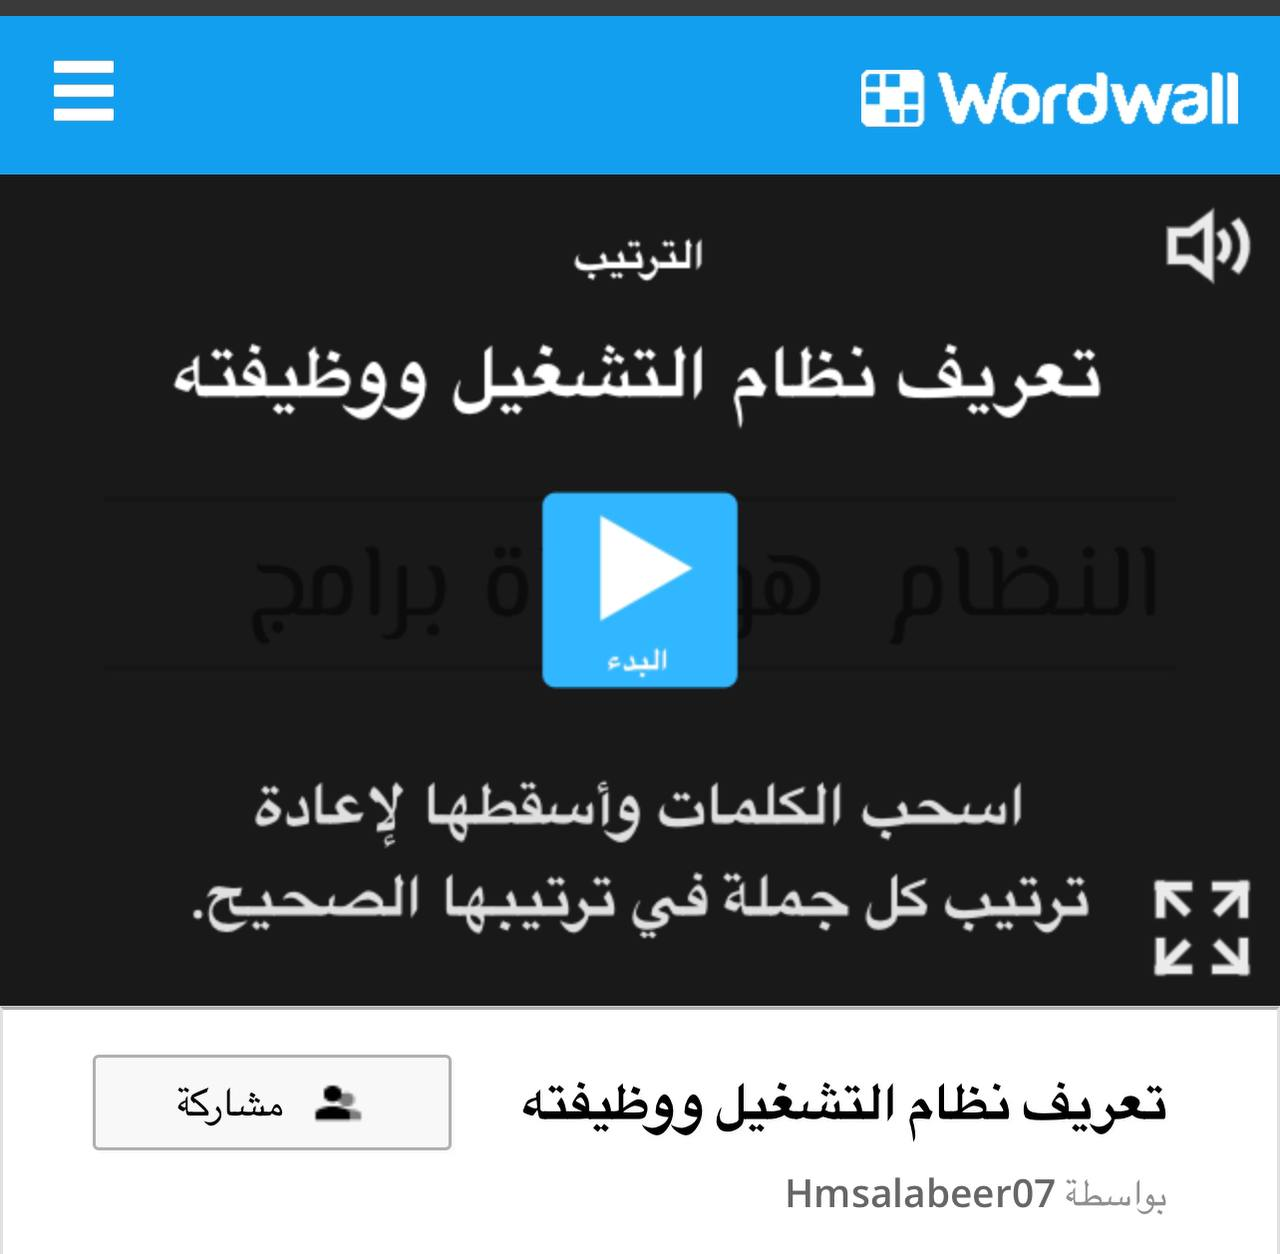 Wordwall
الترتيب
تعريف نظام التشغيل ووظيفته
النظام هو ة برامج
البدء
اسحب الكلمات وأسقطها لإعادة
ترتيب كل جملة في ترتيبها الصحيح.
تعريف نظام التشغيل ووظيفته
مشاركة
بواسطة Hmsalabeer07